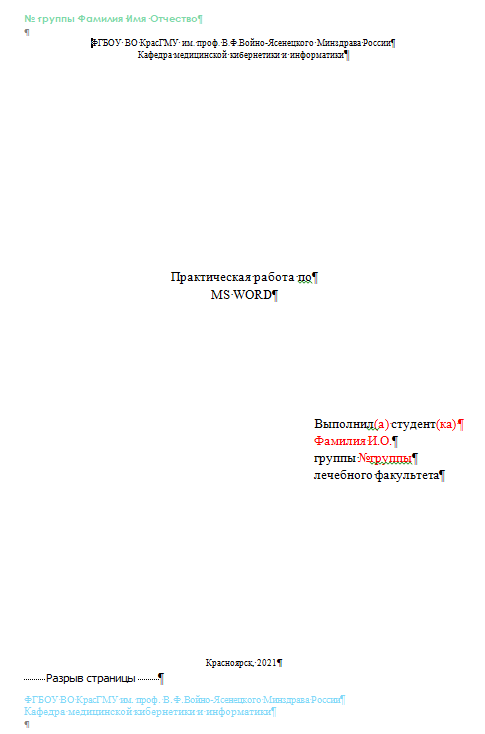 № группы Фамилия Имя Отчество¶
¶
ФГБОУ ВО КрасГМУ им. проф. В.Ф.Войно-Ясенецкого Минздрава России¶
Кафедра медицинской кибернетики и информатики¶
Практическая работа по¶
MS WORD¶
Выполнил(а) студент(ка)¶
Фамилия И.О.¶
группы №группы¶
лечебного факультета¶
Красноярск, 2021¶
Разрыв страницы¶
ФГБОУ ВО КрасГМУ им. проф. В.Ф.Войно-Ясенецкого Минздрава России¶
Кафедра медицинской кибернетики и информатики¶
¶